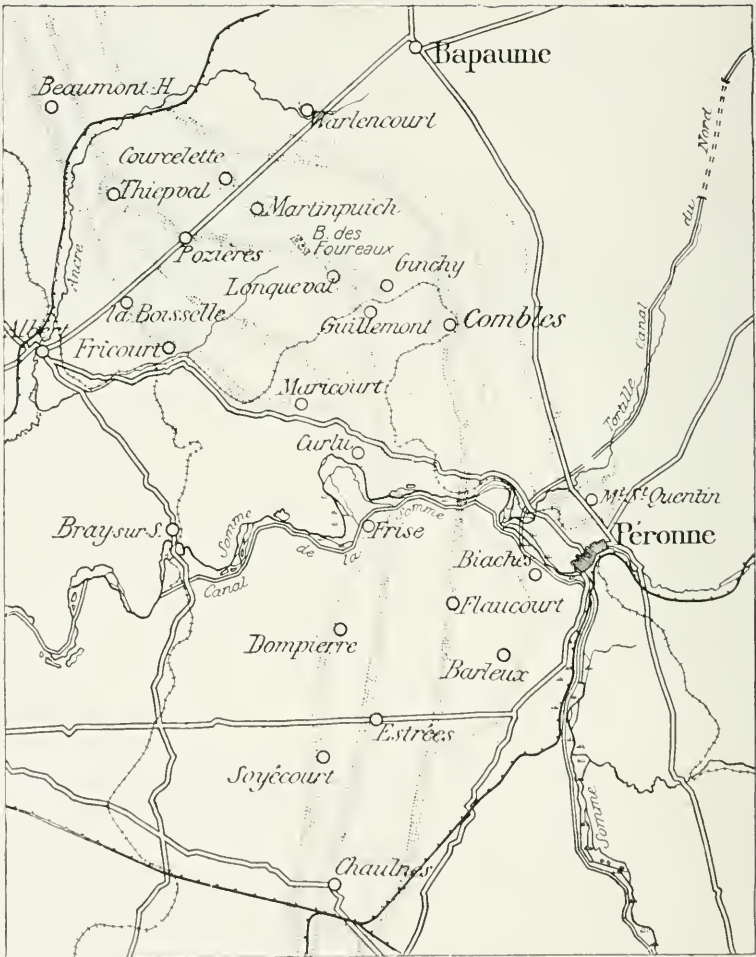 Bapaume
Beaumont-H
Warlencourt
Nord
du
Canal
Tortille
Courcelette
Thiepval
Martinpuich
B. des
Foureaux
Pozières
Ancre
Ginchy
Longueval
la Boisselle
Guillemont
Combles
Albert
Fricourt
Maricourt
Curlu
Mt. St. Quentin
Bray sur S.
Somme
Frise
Somme
Péronne
Canal
de
la
Biaches
Flaucourt
Dompierre
Barleux
Estrées
Soyécourt
Somme
Chaulnes